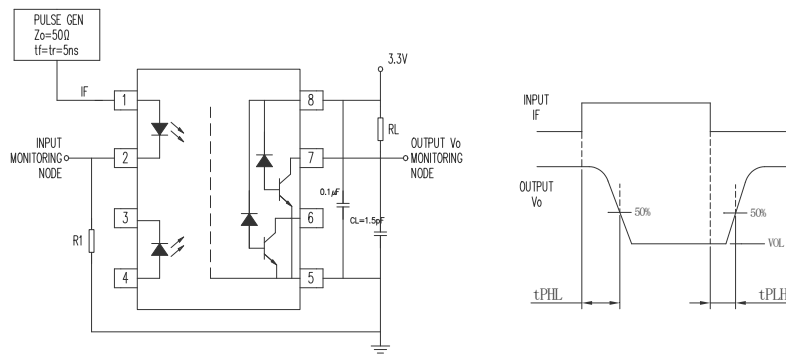 PULSE GEN
Zo=50Ω
tf=tr=5ns
3.3V
IF
1
8
INPUT
MONITORING
NODE
2
7
RL
OUTPUT Vo
MONITORING
NODE
3
6
0.1μF
CL=1.5pF
R1
4
5
INPUT
IF
OUTPUT
Vo
50%
50%
VOL
tPHL
tPLH